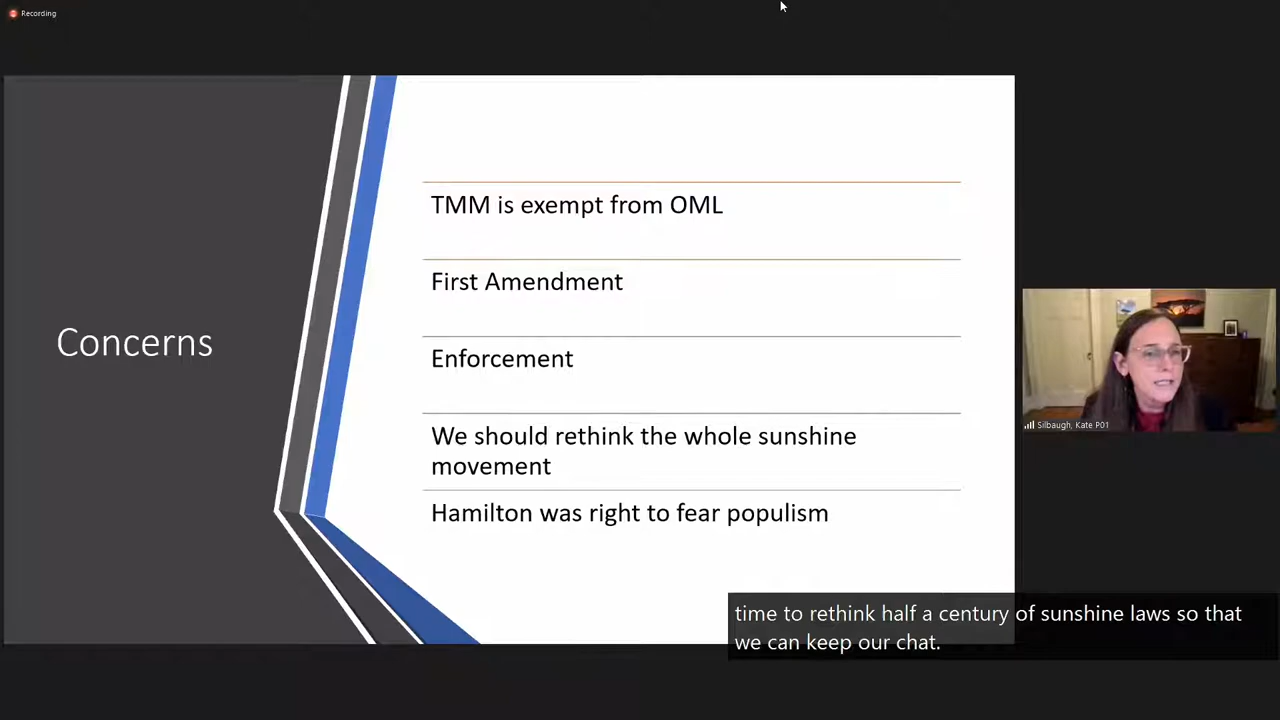 Recording
Concerns
TMM is exempt from OML
First Amendment
Enforcement
We should rethink the whole sunshine
movement
Hamilton was right to fear populism
Silbaugh, Kate P01
time to rethink half a century of sunshine laws so that
we can keep our chat.